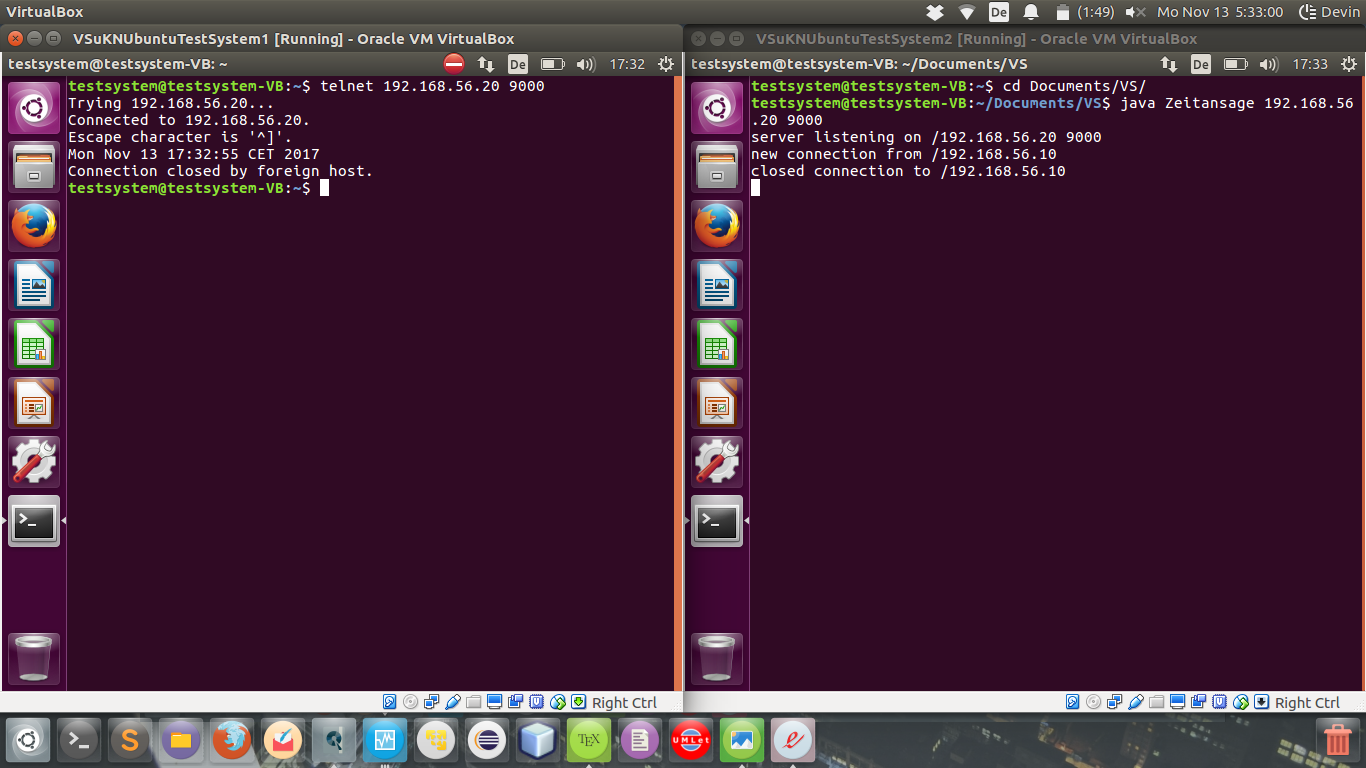 VirtualBox
De
(1:49)
Mo Nov 13 5:33:00
Devin
VSuKNUbuntuTestSystem1 [Running] - Oracle VM VirtualBox
testsystem@testsystem-VB: ~
De
17:32
testsystem@testsystem-VB:~$ telnet 192.168.56.20 9000
Trying 192.168.56.20...
Connected to 192.168.56.20.
Escape character is '^]'.
Mon Nov 13 17:32:55 CET 2017
Connection closed by foreign host.
testsystem@testsystem-VB:~$
Right Ctrl
VSuKNUbuntuTestSystem2 [Running] - Oracle VM VirtualBox
testsystem@testsystem-VB: ~/Documents/VS
De
17:33
testsystem@testsystem-VB:~$ cd Documents/VS/
testsystem@testsystem-VB:~/Documents/VS$ java Zeitansage 192.168.56
.20 9000
server listening on /192.168.56.20 9000
new connection from /192.168.56.10
closed connection to /192.168.56.10
Right Ctrl
TEX
UMLet